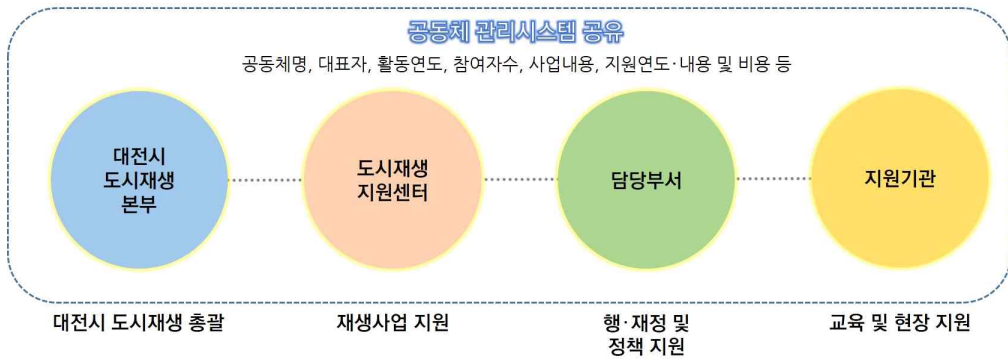 공동체 관리시스템 공유
공동체명, 대표자, 활동연도, 참여자수, 사업내용, 지원연도·내용 및 비용 등
대전시
도시재생
본부
도시재생
지원센터
담당부서
지원기관
대전시 도시재생 총괄
재생사업 지원
행·재정 및
정책 지원
교육 및 현장 지원